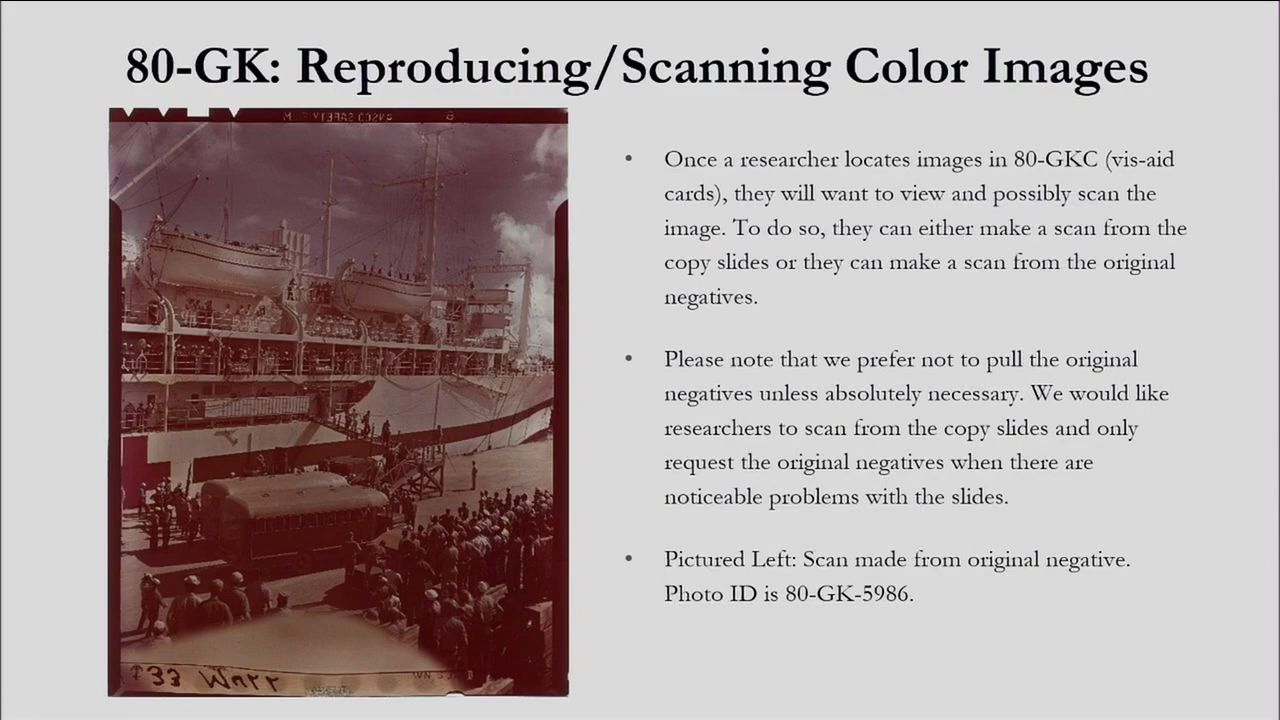 80-GK: Reproducing/Scanning Color Images
• Once a researcher locates images in 80-GKC (vis-aid
cards), they will want to view and possibly scan the
image. To do so, they can either make a scan from the
copy slides or they can make a scan from the original
negatives.
• Please note that we prefer not to pull the original
negatives unless absolutely necessary. We would like
researchers to scan from the copy slides and only
request the original negatives when there are
noticeable problems with the slides.
• Pictured Left: Scan made from original negative.
Photo ID is 80-GK-5986.